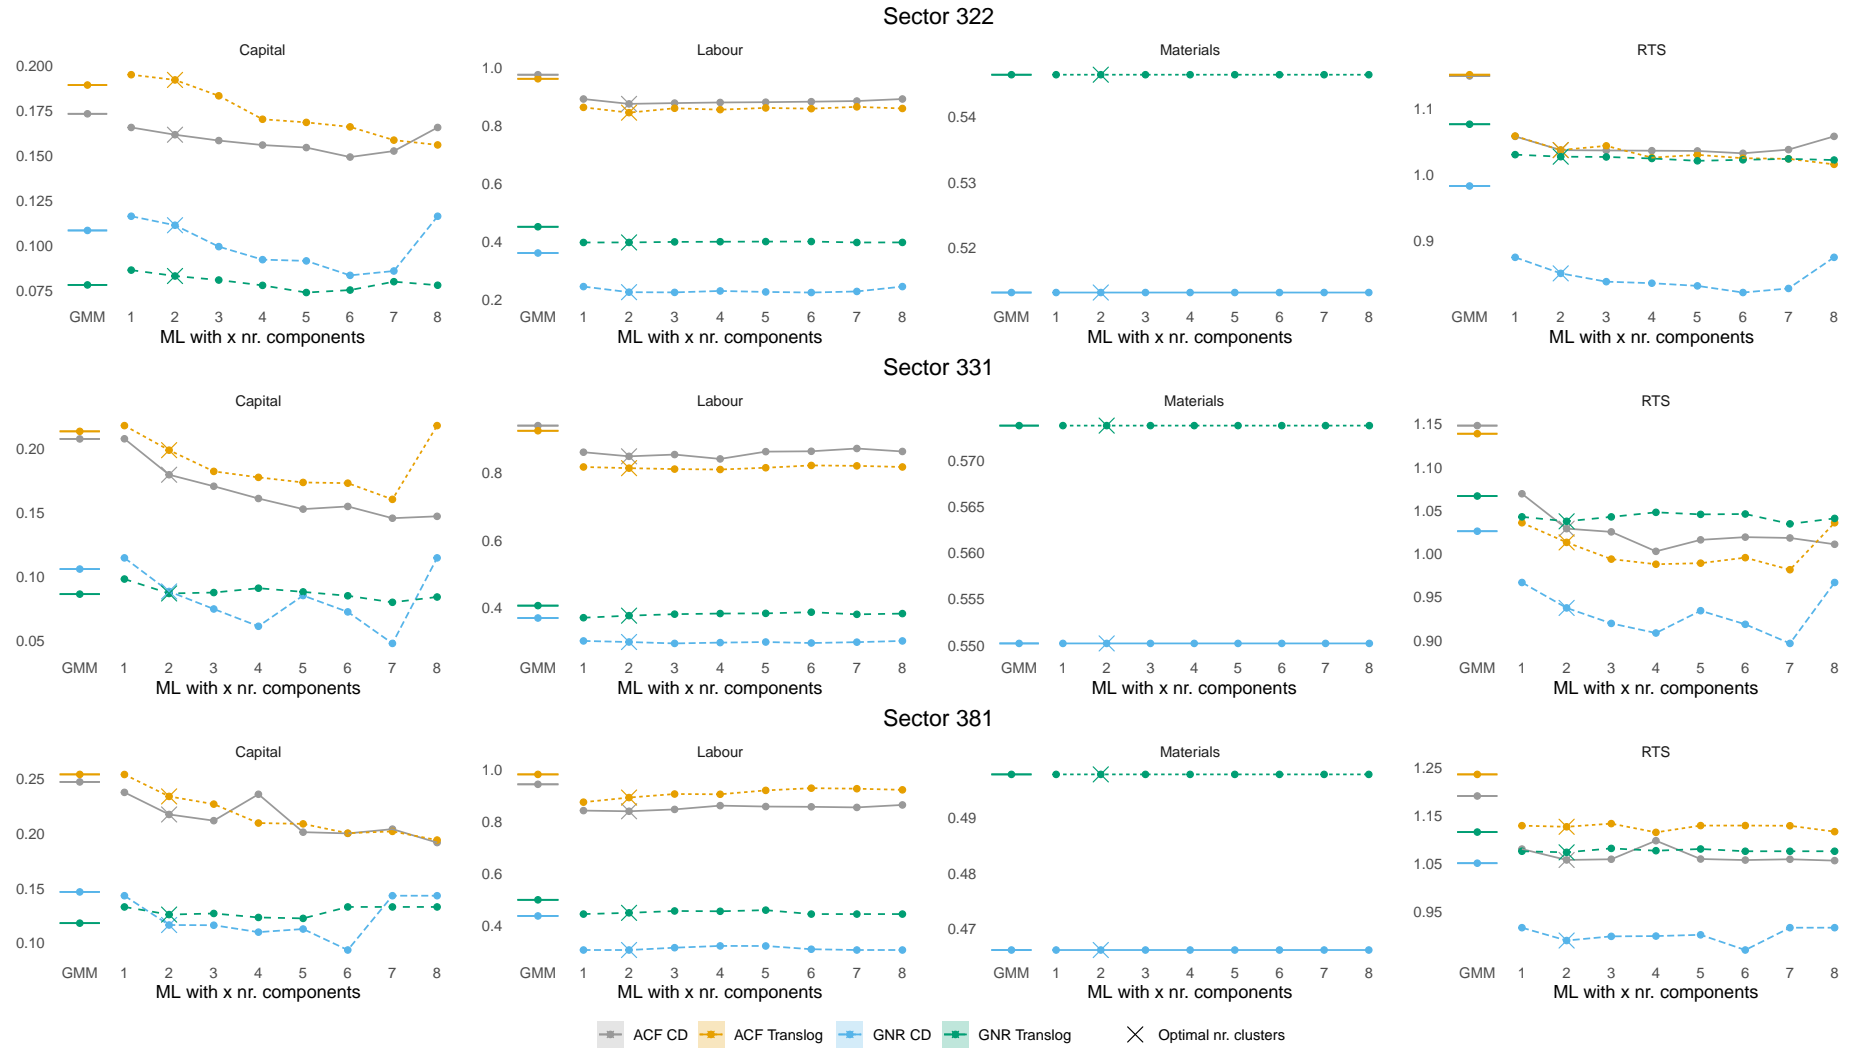 Sector 322
Capital
Labour
Materials
RTS
0.200
0.175
0.150
0.125
0.100
0.075
1.0
0.8
0.6
0.4
0.2
0.54
0.53
0.52
1.1
1.0
0.9
GMM 1 2 3 4 5 6 7 8
GMM 1 2 3 4 5 6 7 8
GMM 1 2 3 4 5 6 7 8
GMM 1 2 3 4 5 6 7 8
ML with x nr. components
ML with x nr. components
ML with x nr. components
ML with x nr. components
Sector 331
Capital
Labour
Materials
RTS
0.20
0.15
0.10
0.05
0.8
0.6
0.4
0.570
0.565
0.560
0.555
0.550
1.15
1.10
1.05
1.00
0.95
0.90
GMM 1 2 3 4 5 6 7 8
GMM 1 2 3 4 5 6 7 8
GMM 1 2 3 4 5 6 7 8
GMM 1 2 3 4 5 6 7 8
ML with x nr. components
ML with x nr. components
ML with x nr. components
ML with x nr. components
Sector 381
Capital
Labour
Materials
RTS
0.25
0.20
0.15
0.10
1.0
0.8
0.6
0.4
0.49
0.48
0.47
1.25
1.15
1.05
0.95
GMM 1 2 3 4 5 6 7 8
GMM 1 2 3 4 5 6 7 8
GMM 1 2 3 4 5 6 7 8
GMM 1 2 3 4 5 6 7 8
ML with x nr. components
ML with x nr. components
ML with x nr. components
ML with x nr. components
ACF CD ACF Translog GNR CD GNR Translog Optimal nr. clusters